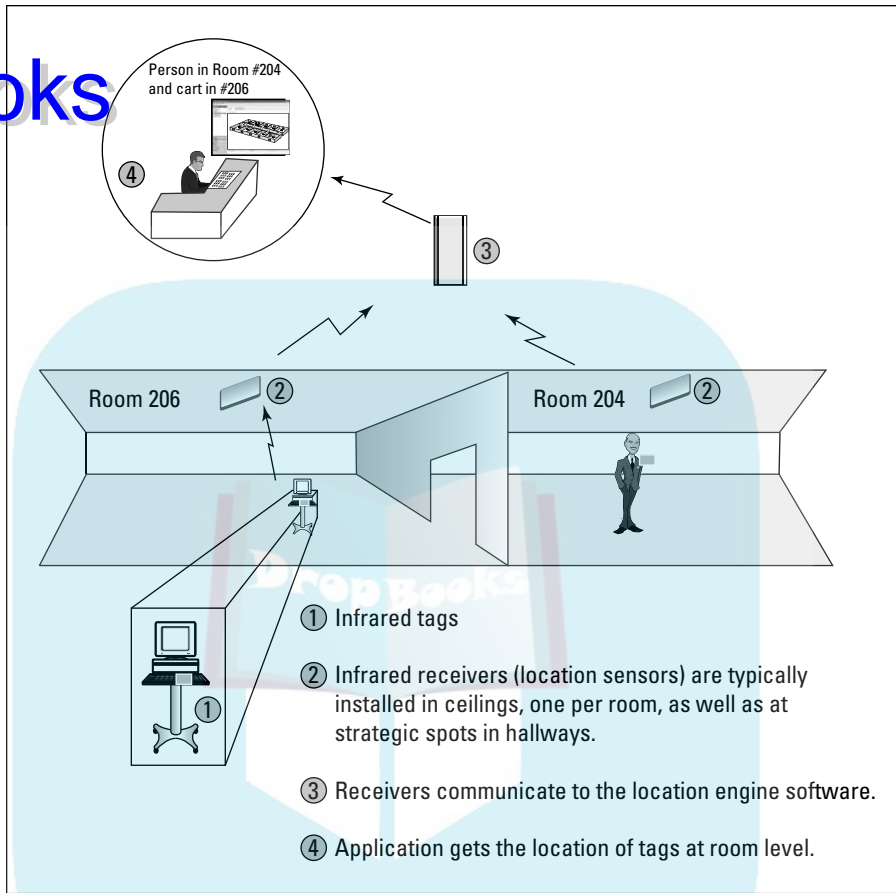 Person in Room #204
and cart in #206
oks
4
3
Room 206
2
Room 204
2
DropBooks
1 Infrared tags
2 Infrared receivers (location sensors) are typically
installed in ceilings, one per room, as well as at
strategic spots in hallways.
1
3 Receivers communicate to the location engine software.
4 Application gets the location of tags at room level.